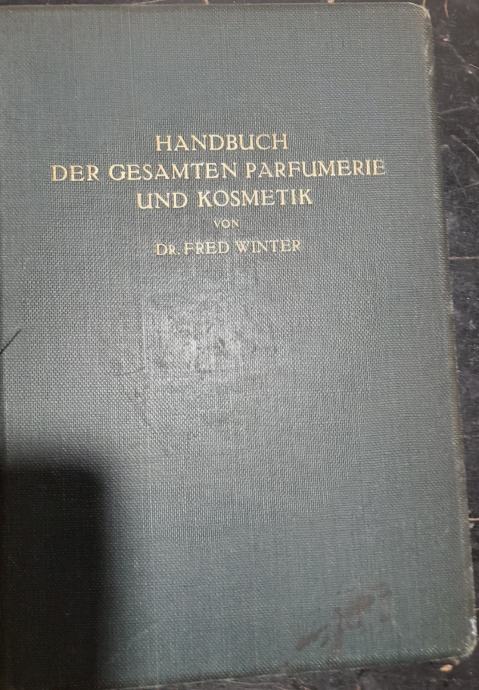 HANDBUCH
DER GESAMTEN PARFUMERIE
UND KOSMETIK
VON
DR. FRED WINTER